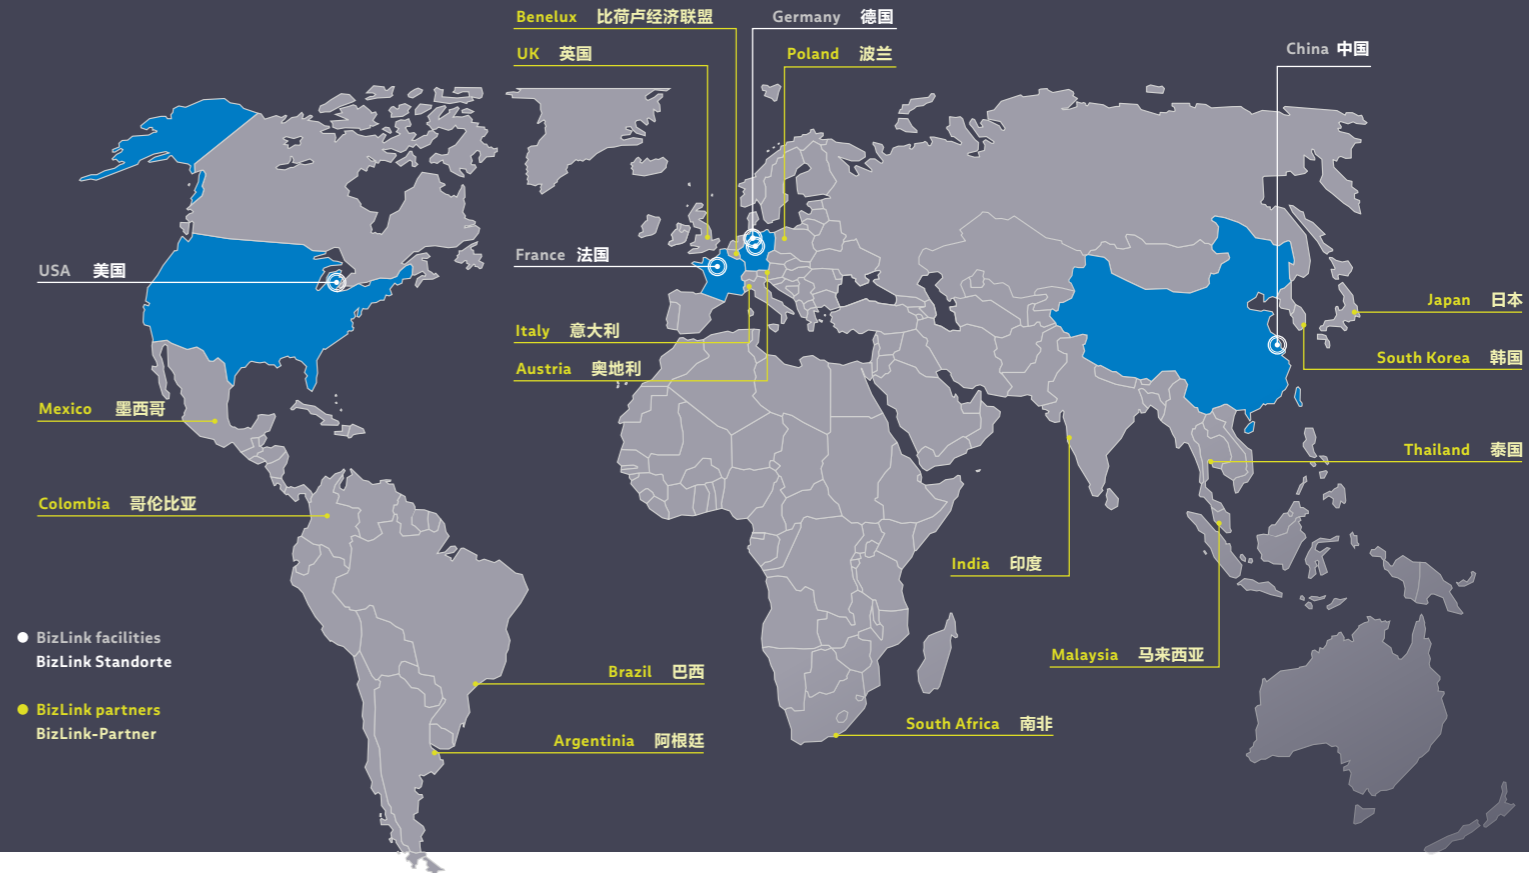 Benelux 比荷卢经济联盟
Germany 德国
UK 英国
Poland 波兰
China 中国
USA 美国
France 法国
Italy 意大利
Austria 奥地利
Japan 日本
South Korea 韩国
Mexico 墨西哥
Thailand 泰国
Colombia 哥伦比亚
India 印度
Malaysia 马来西亚
Brazil 巴西
South Africa 南非
Argentinia 阿根廷
BizLink facilities
BizLink Standorte
BizLink partners
BizLink-Partner